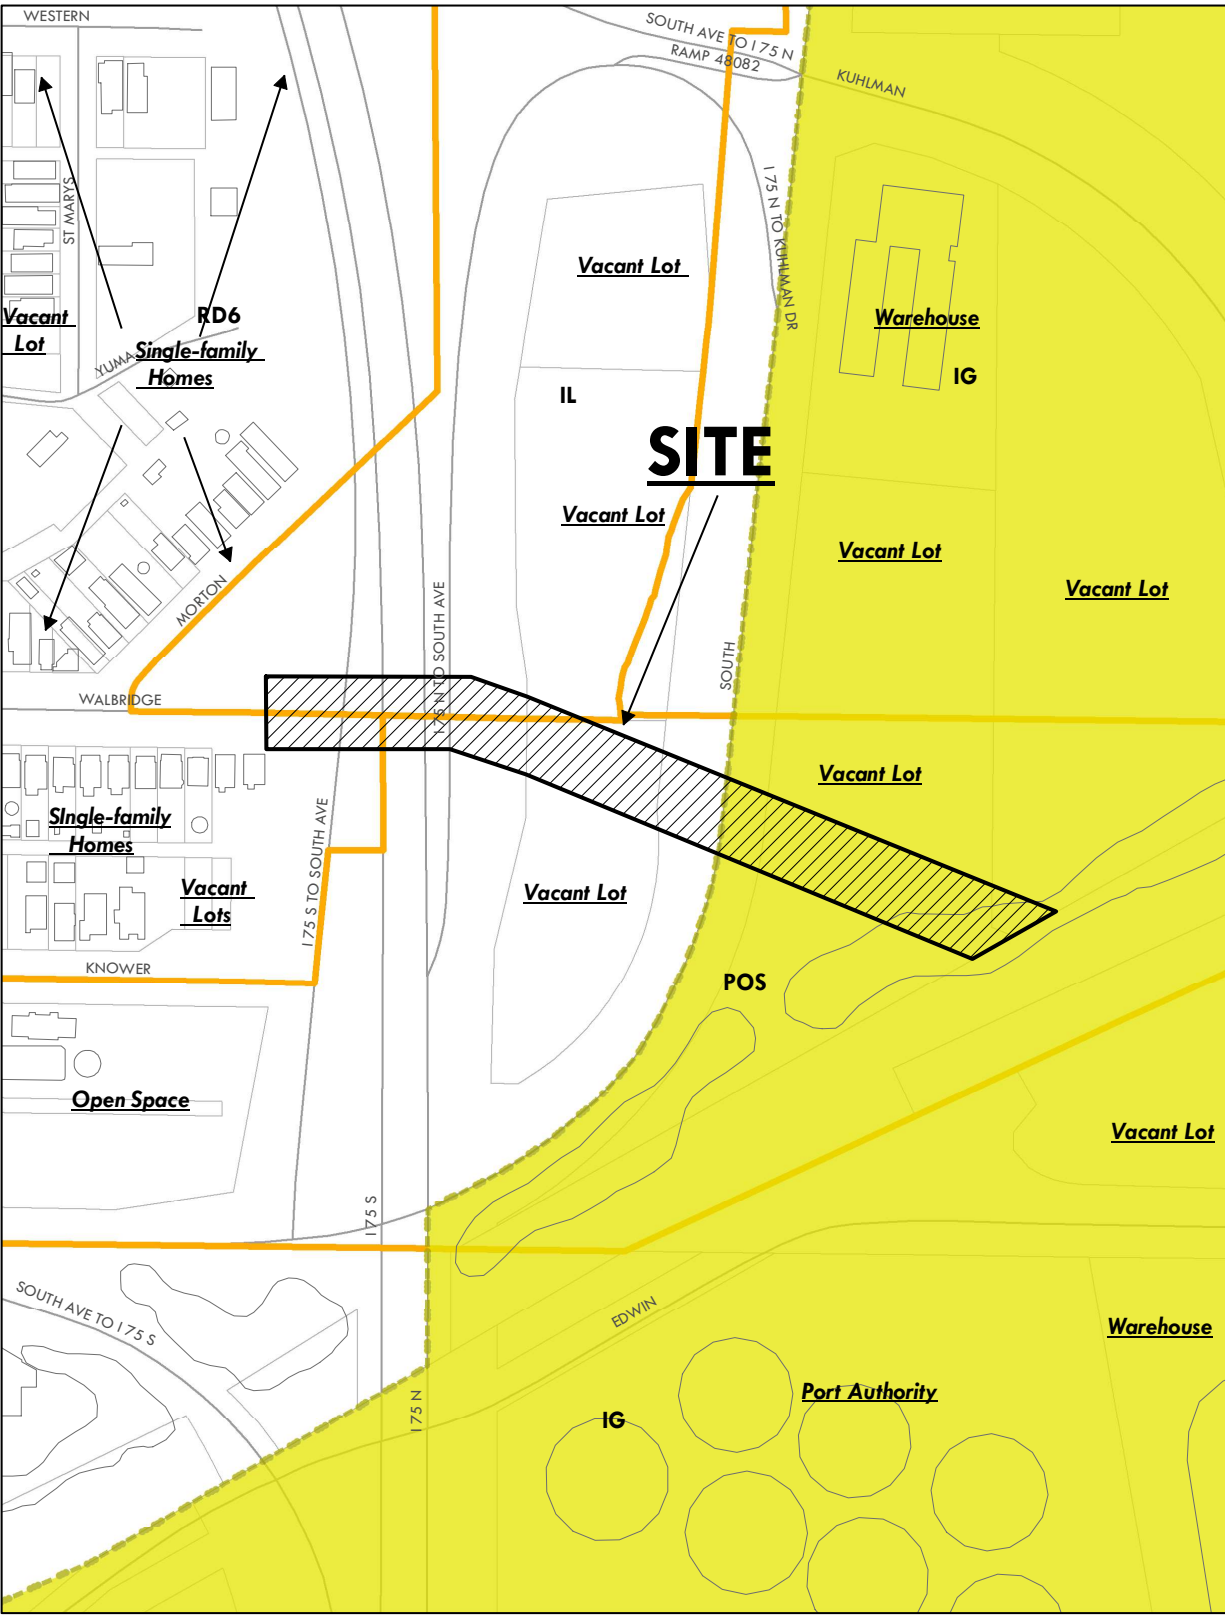 WESTERN
SOUTH AVE TO I 75 N
RAMP 48082
KUHLMAN
ST MARYS
I 75 N TO KUHLMAN DR
Vacant Lot
Vacant
Lot
RD6
Warehouse
YUMA
Single-family
Homes
IG
IL
SITE
Vacant Lot
Vacant Lot
Vacant Lot
MORTON
I 75 N TO SOUTH AVE
SOUTH
WALBRIDGE
Vacant Lot
SIngle-family
Homes
I 75 S TO SOUTH AVE
Vacant
Lots
Vacant Lot
KNOWER
POS
Open Space
Vacant Lot
I 75 S
SOUTH AVE TO I 75 S
EDWIN
Warehouse
Port Authority
I 75 N
IG